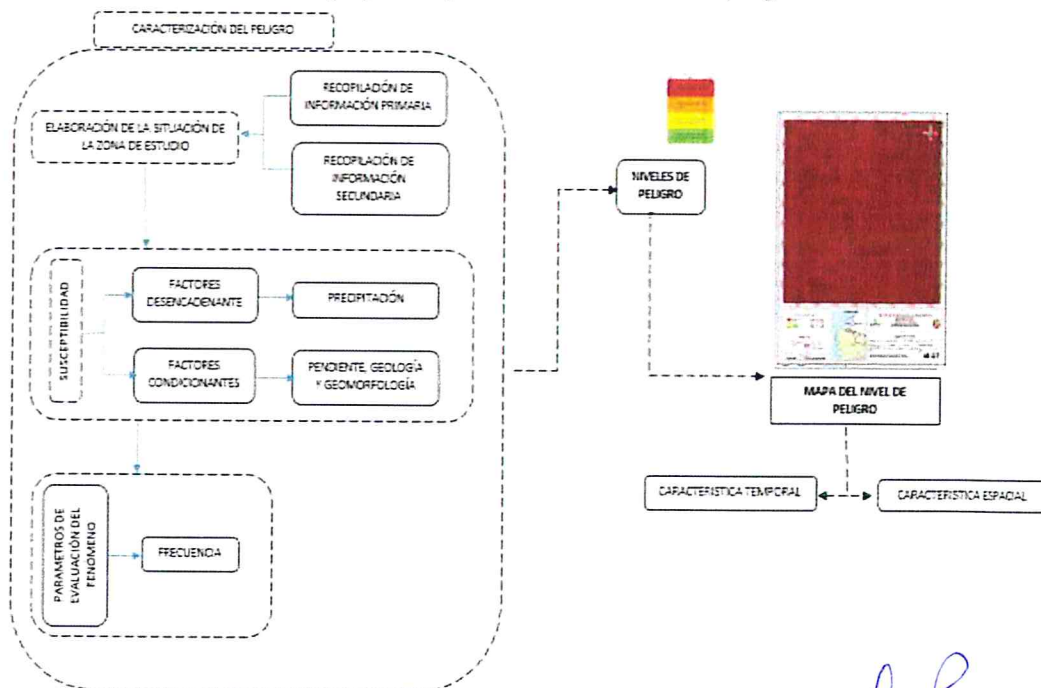 CARACTERIZACIÓN DEL PELIGRO
RECOPILACIÓN DE
INFORMACIÓN PRIMARIA
ELABORACIÓN DE LA SITUACIÓN DE
LA ZONA DE ESTUDIO
RECOPILACIÓN DE
INFORMACIÓN
SECUNDARIA
SUSCEPTIBILIDAD
FACTORES
DESENCADENANTE
PRECIPITACIÓN
FACTORES
CONDICIONANTES
PENDIENTE, GEOLOGÍA
Y GEOMORFOLOGÍA
PARAMETROS DE
EVALUACIÓN DEL
FENOMENO
FRECUENCIA
NIVELES DE
PELIGRO
MAPA DEL NIVEL DE
PELIGRO
CARACTERISTICA TEMPORAL
CARACTERISTICA ESPACIAL